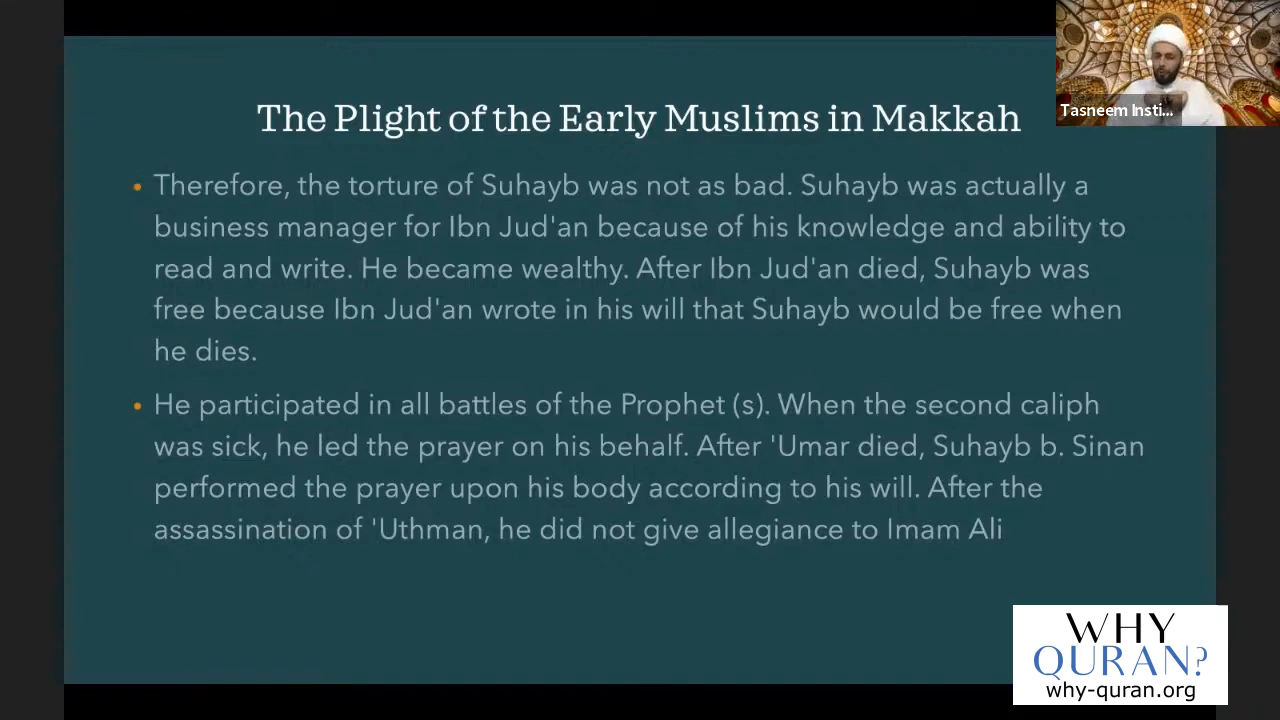 Tasneem Insti...
The Plight of the Early Muslims in Makkah
• Therefore, the torture of Suhayb was not as bad. Suhayb was actually a
business manager for Ibn Jud'an because of his knowledge and ability to
read and write. He became wealthy. After Ibn Jud'an died, Suhayb was
free because Ibn Jud'an wrote in his will that Suhayb would be free when
he dies.
• He participated in all battles of the Prophet (s). When the second caliph
was sick, he led the prayer on his behalf. After 'Umar died, Suhayb b. Sinan
performed the prayer upon his body according to his will. After the
assassination of 'Uthman, he did not give allegiance to Imam Ali
WHY
QURAN?
why-quran.org